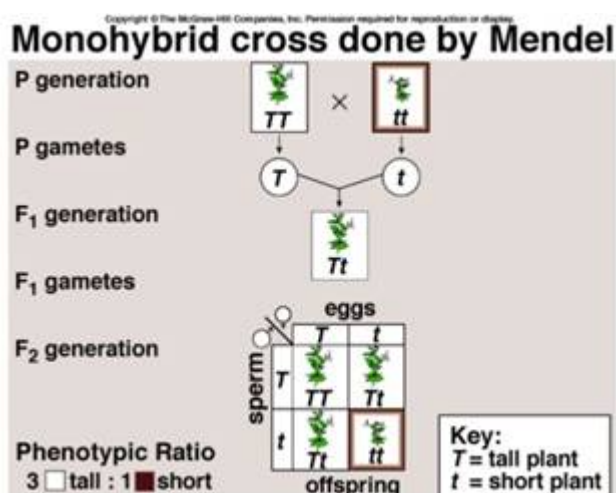 Copyright © The McGraw-Hill Companies, Inc. Permission required for reproduction or display.
Monohybrid cross done by Mendel
P generation
TT
×
tt
P gametes
T
t
F1 generation
Tt
F1 gametes
eggs
T t
F2 generation
sperm
T
TT Tt
t
Tt tt
offspring
Phenotypic Ratio
3 tall : 1 short
Key:
T = tall plant
t = short plant